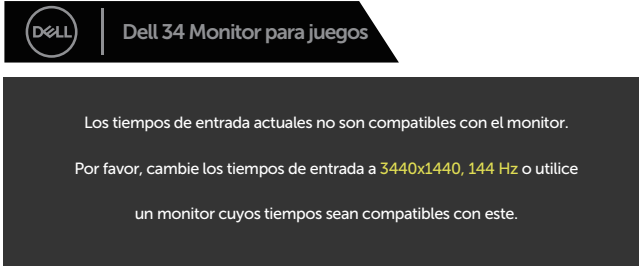 DELL
Dell 34 Monitor para juegos
Los tiempos de entrada actuales no son compatibles con el monitor.
Por favor, cambie los tiempos de entrada a 3440x1440, 144 Hz o utilice
un monitor cuyos tiempos sean compatibles con este.